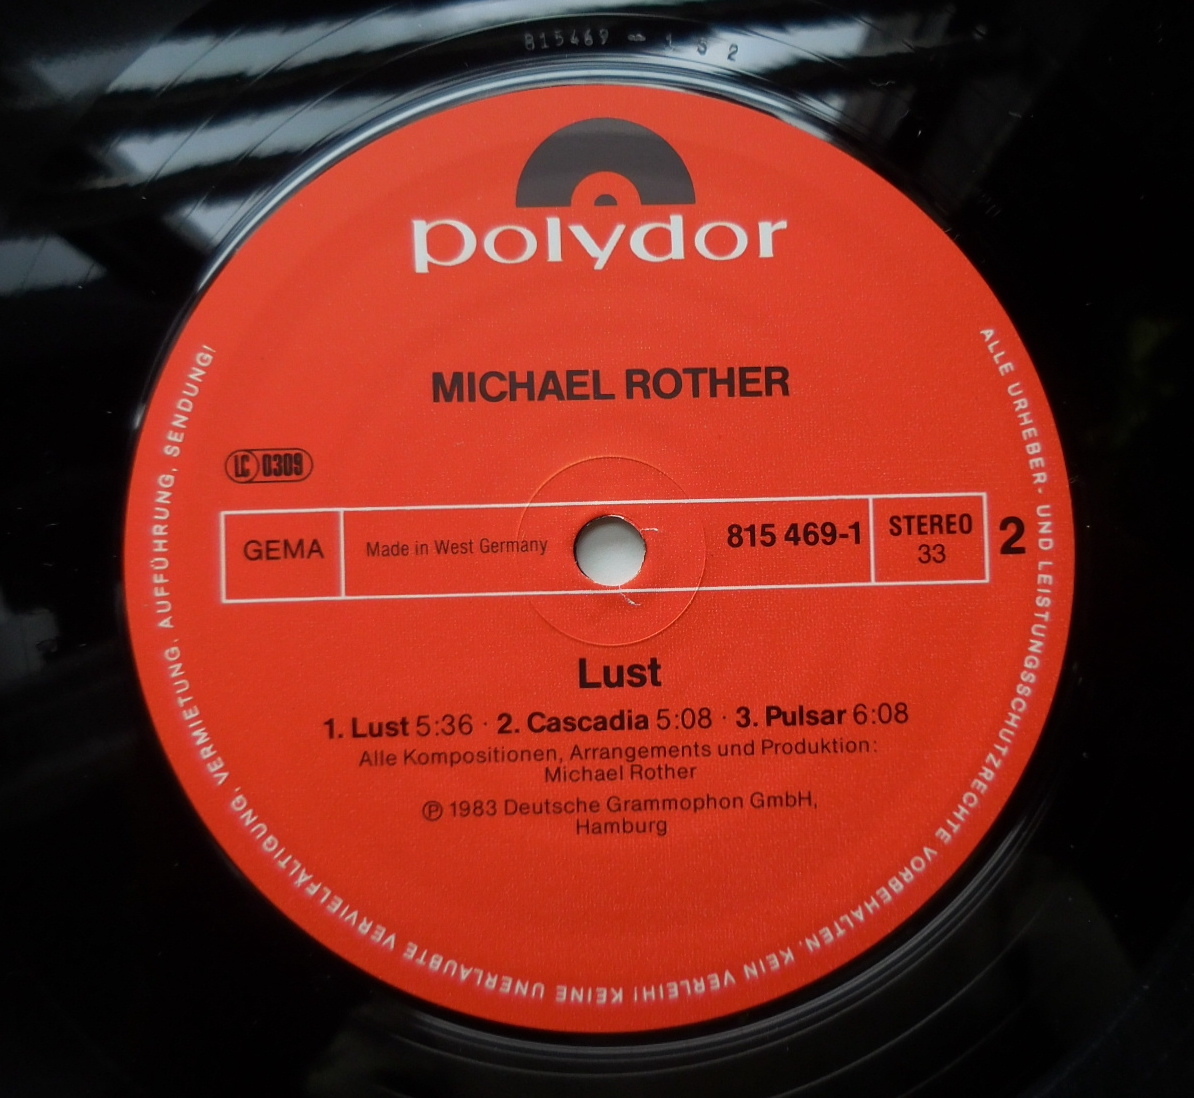 815469 - 1 S 2
polydor
MICHAEL ROTHER
LC 0309
GEMA
Made in West Germany
815 469-1
STEREO
33
2
Lust
1. Lust 5:36 · 2. Cascadia 5:08 · 3. Pulsar 6:08
Alle Kompositionen, Arrangements und Produktion:
Michael Rother
℗ 1983 Deutsche Grammophon GmbH,
Hamburg
ALLE URHEBER- UND LEISTUNGSSCHUTZRECHTE VORBEHALTEN. KEIN VERLEIH! KEINE UNERLAUBTE VERVIELFÄLTIGUNG, VERMIETUNG, AUFFÜHRUNG, SENDUNG!